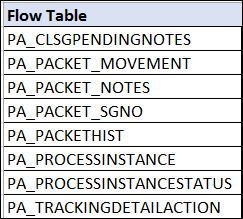 Flow Table
PA_CLSGPENDINGNOTES
PA_PACKET_MOVEMENT
PA_PACKET_NOTES
PA_PACKET_SGNO
PA_PACKETHIST
PA_PROCESSINSTANCE
PA_PROCESSINSTANCESTATUS
PA_TRACKINGDETAILACTION